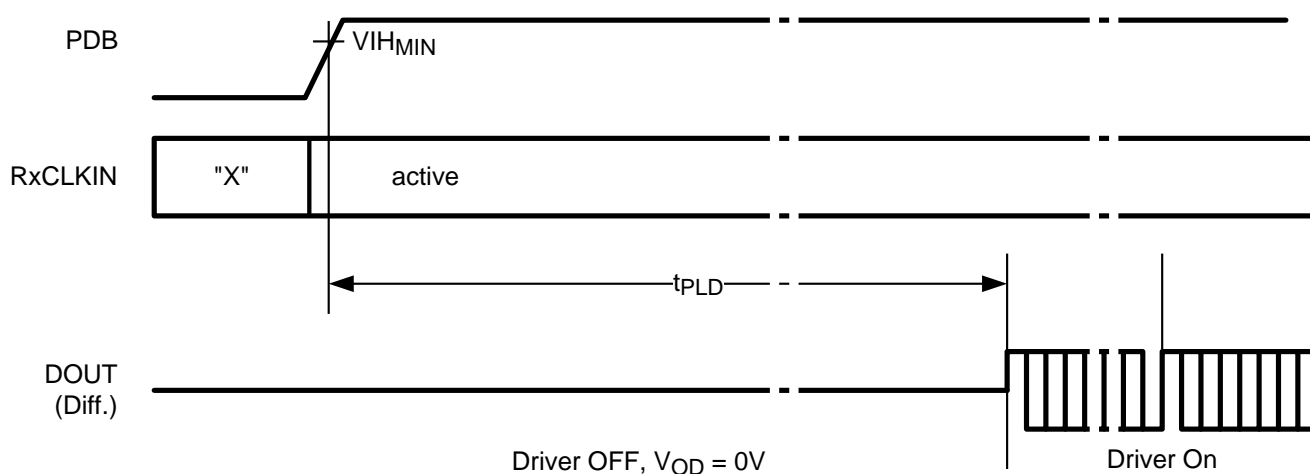 PDB
VIHMIN
RxCLKIN
"X"
active
tPLD
DOUT
(Diff.)
Driver OFF, VOD = 0V
Driver On